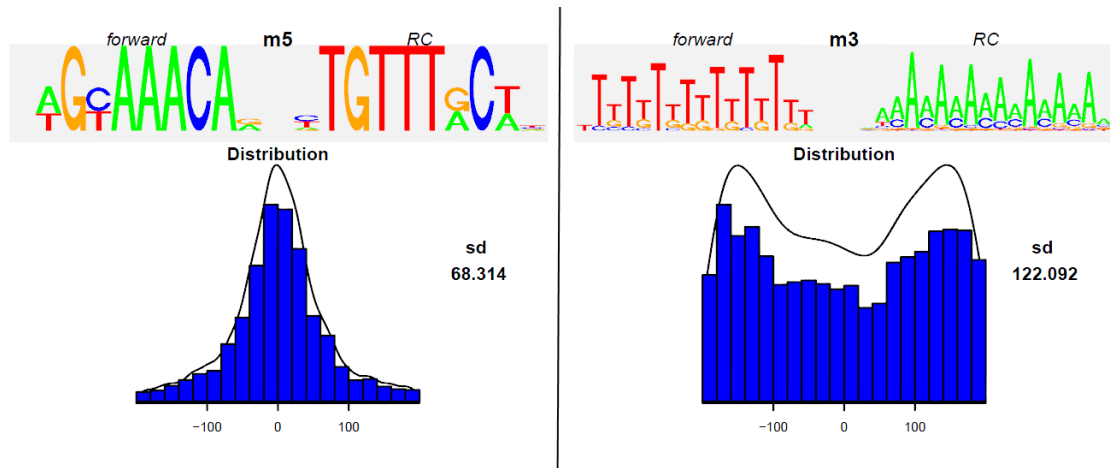 forward m5 RC
Distribution
sd
68.314
−100 0 100
forward m3 RC
Distribution
sd
122.092
−100 0 100